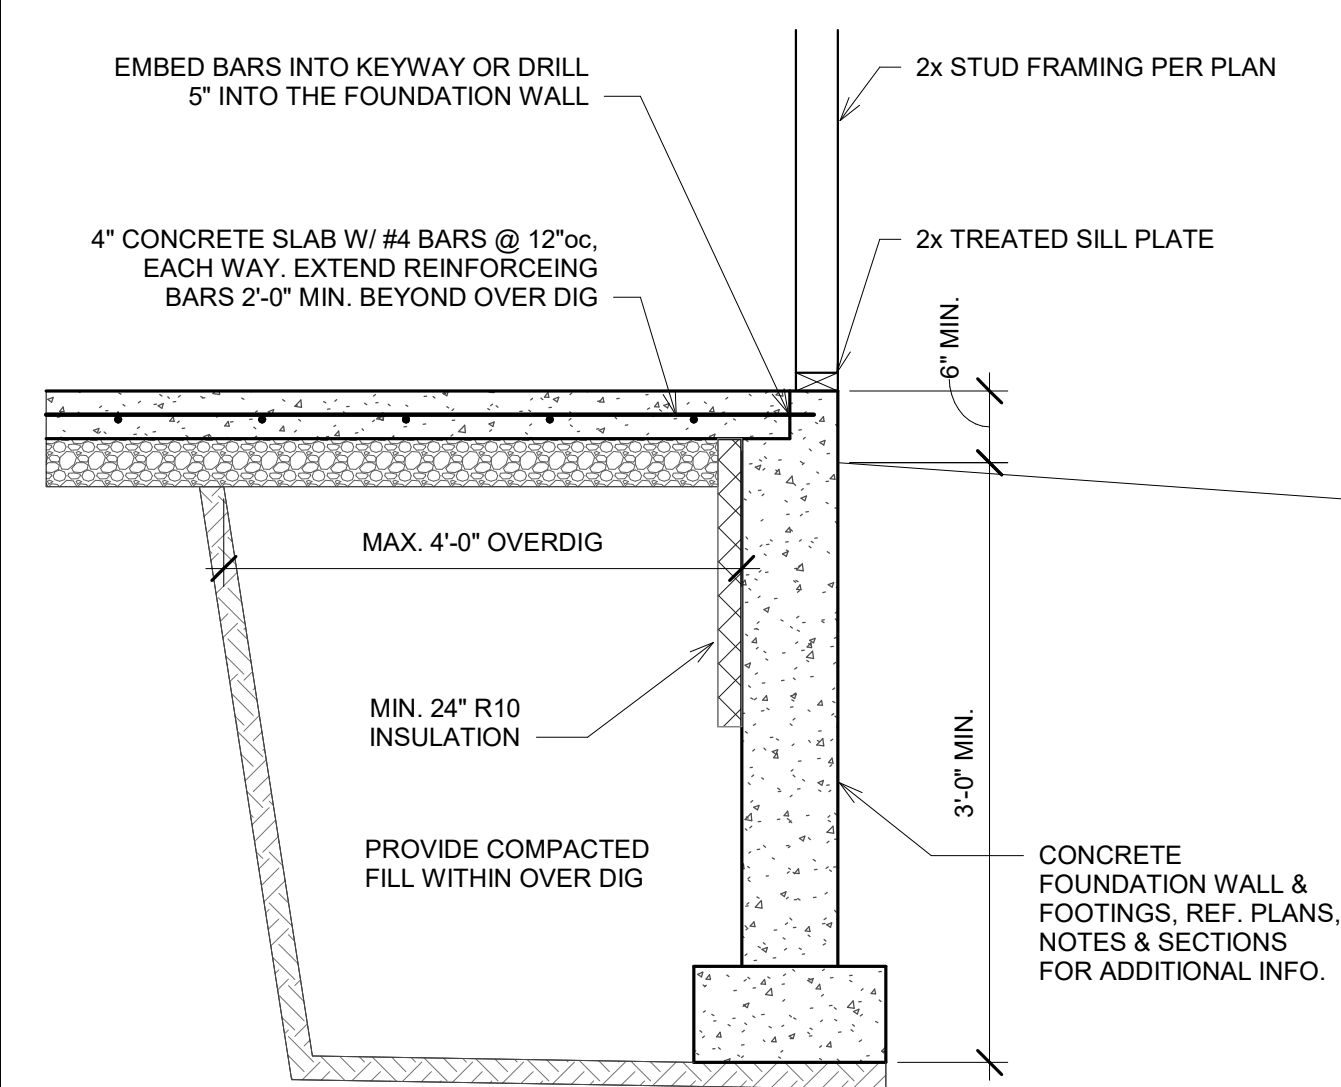 EMBED BARS INTO KEYWAY OR DRILL
5" INTO THE FOUNDATION WALL
2x STUD FRAMING PER PLAN
4" CONCRETE SLAB W/ #4 BARS @ 12"oc,
EACH WAY. EXTEND REINFORCEING
BARS 2'-0" MIN. BEYOND OVER DIG
2x TREATED SILL PLATE
6" MIN.
MAX. 4'-0" OVERDIG
MIN. 24" R10
INSULATION
3'-0" MIN.
PROVIDE COMPACTED
FILL WITHIN OVER DIG
CONCRETE
FOUNDATION WALL &
FOOTINGS, REF. PLANS,
NOTES & SECTIONS
FOR ADDITIONAL INFO.